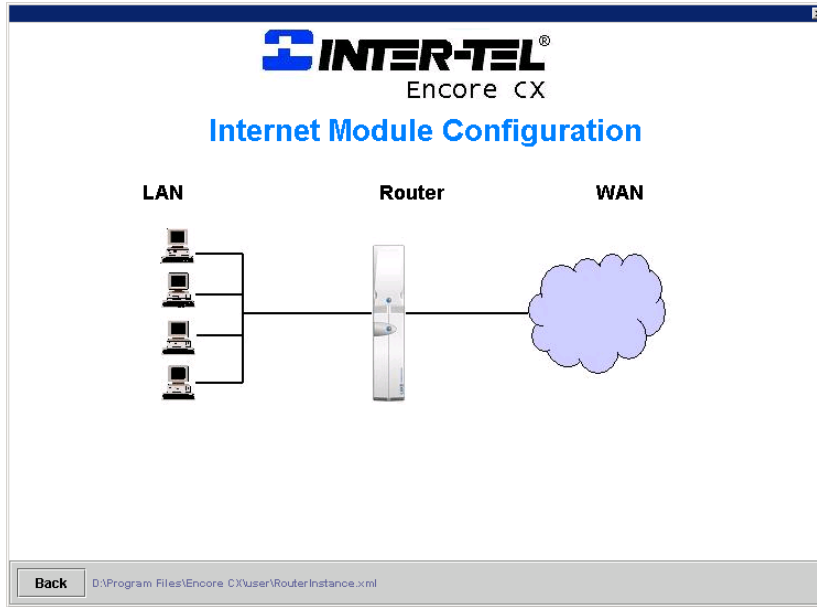 INTER-TEL®
Encore CX
Internet Module Configuration
LAN Router WAN
Back D:\Program Files\Encore CX\user\RouterInstance.xml